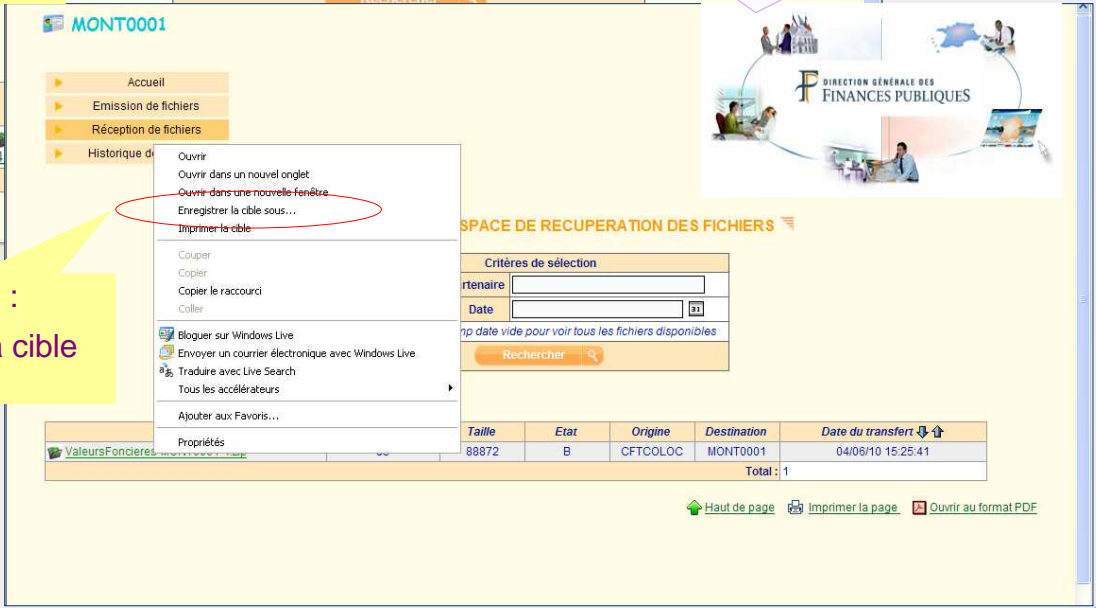 Rechercher
MONT0001
Accueil
Emission de fichiers
Réception de fichiers
Historique d
DIRECTION GÉNÉRALE DES
FINANCES PUBLIQUES
Ouvrir
Ouvrir dans un nouvel onglet
Ouvrir dans une nouvelle fenêtre
Enregistrer la cible sous...
Imprimer la cible
Couper
Copier
Copier le raccourci
Coller
Bloguer sur Windows Live
Envoyer un courrier électronique avec Windows Live
Traduire avec Live Search
Tous les accélérateurs
Ajouter aux Favoris...
Propriétés
:
cible
SPACE DE RECUPERATION DES FICHIERS
Critères de sélection
rtenaire
Date
31
mp date vide pour voir tous les fichiers disponibles
Rechercher
Taille Etat Origine Destination Date du transfert
88872 B CFTCOLOC MONT0001 04/06/10 15:25:41
Total : 1
Haut de page Imprimer la page Ouvrir au format PDF